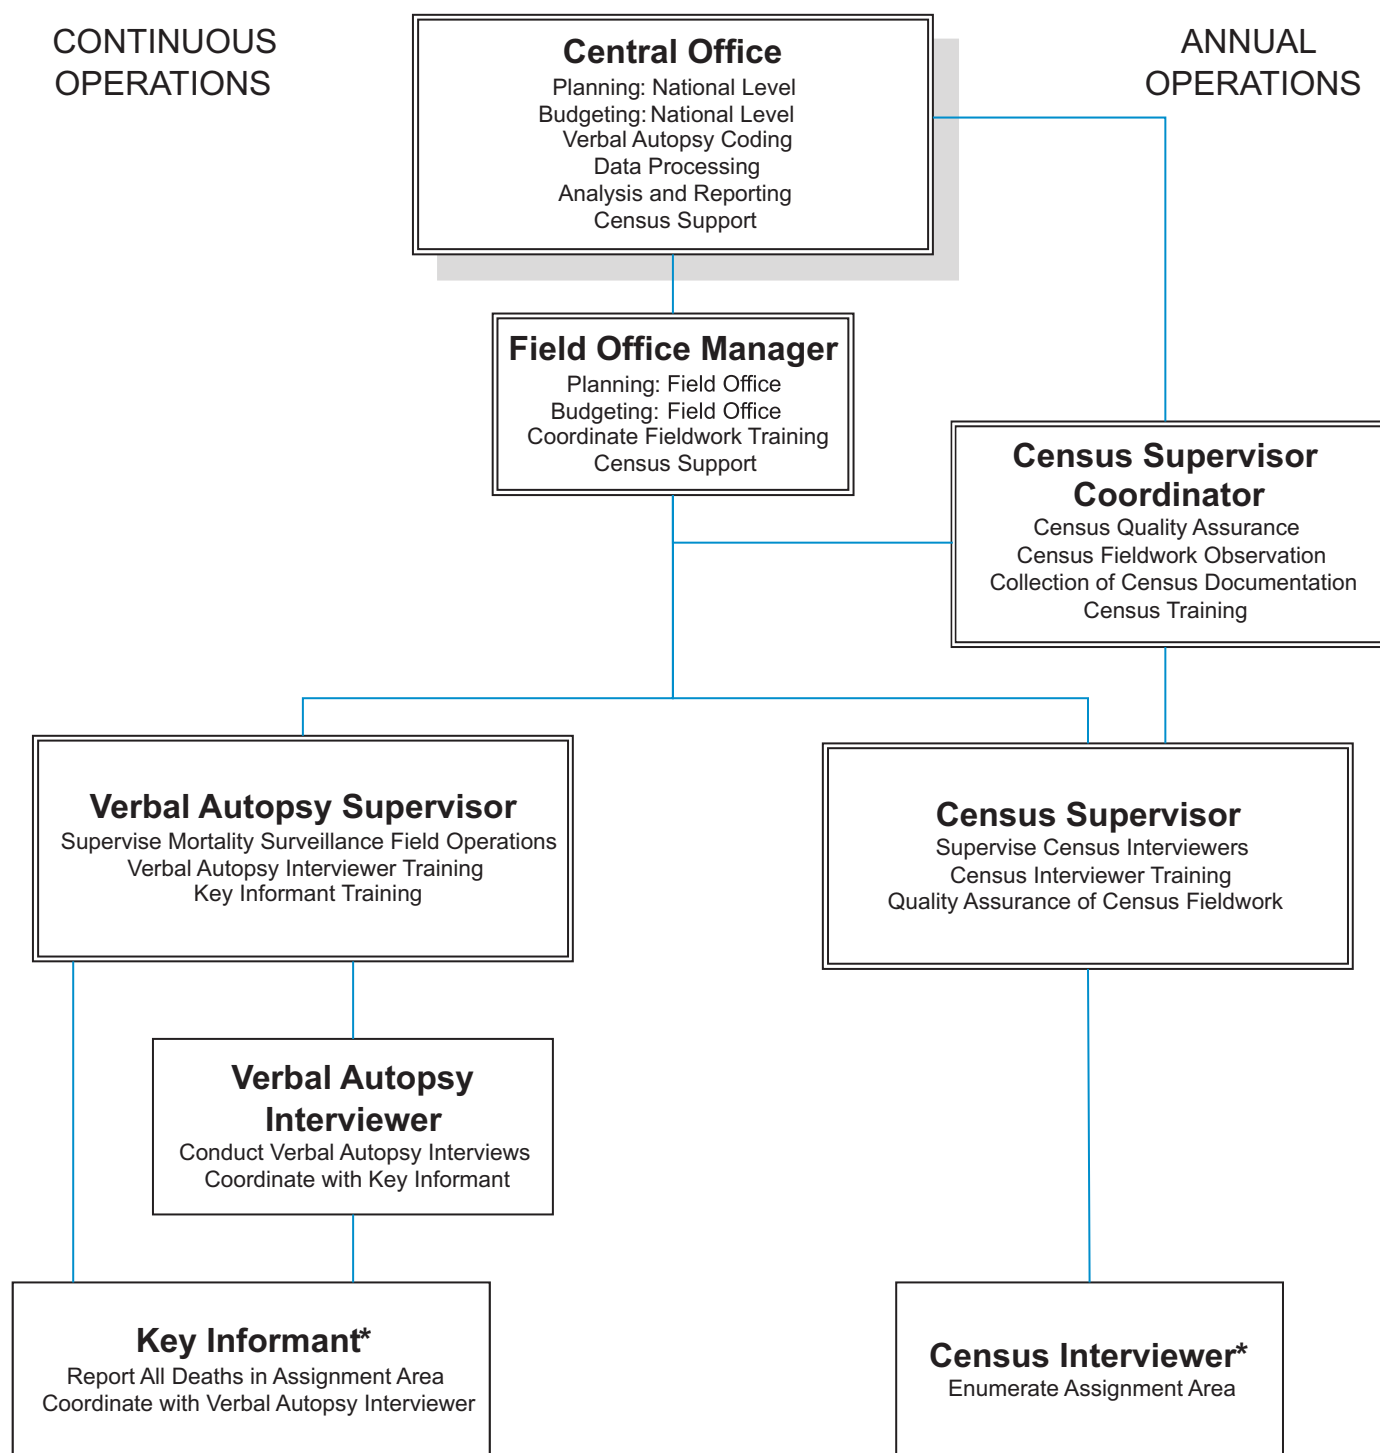 CONTINUOUS
OPERATIONS
ANNUAL
OPERATIONS
Central Office
Planning: National Level
Budgeting: National Level
Verbal Autopsy Coding
Data Processing
Analysis and Reporting
Census Support
Field Office Manager
Planning: Field Office
Budgeting: Field Office
Coordinate Fieldwork Training
Census Support
Census Supervisor
Coordinator
Census Quality Assurance
Census Fieldwork Observation
Collection of Census Documentation
Census Training
Verbal Autopsy Supervisor
Supervise Mortality Surveillance Field Operations
Verbal Autopsy Interviewer Training
Key Informant Training
Census Supervisor
Supervise Census Interviewers
Census Interviewer Training
Quality Assurance of Census Fieldwork
Verbal Autopsy
Interviewer
Conduct Verbal Autopsy Interviews
Coordinate with Key Informant
Key Informant*
Report All Deaths in Assignment Area
Coordinate with Verbal Autopsy Interviewer
Census Interviewer*
Enumerate Assignment Area